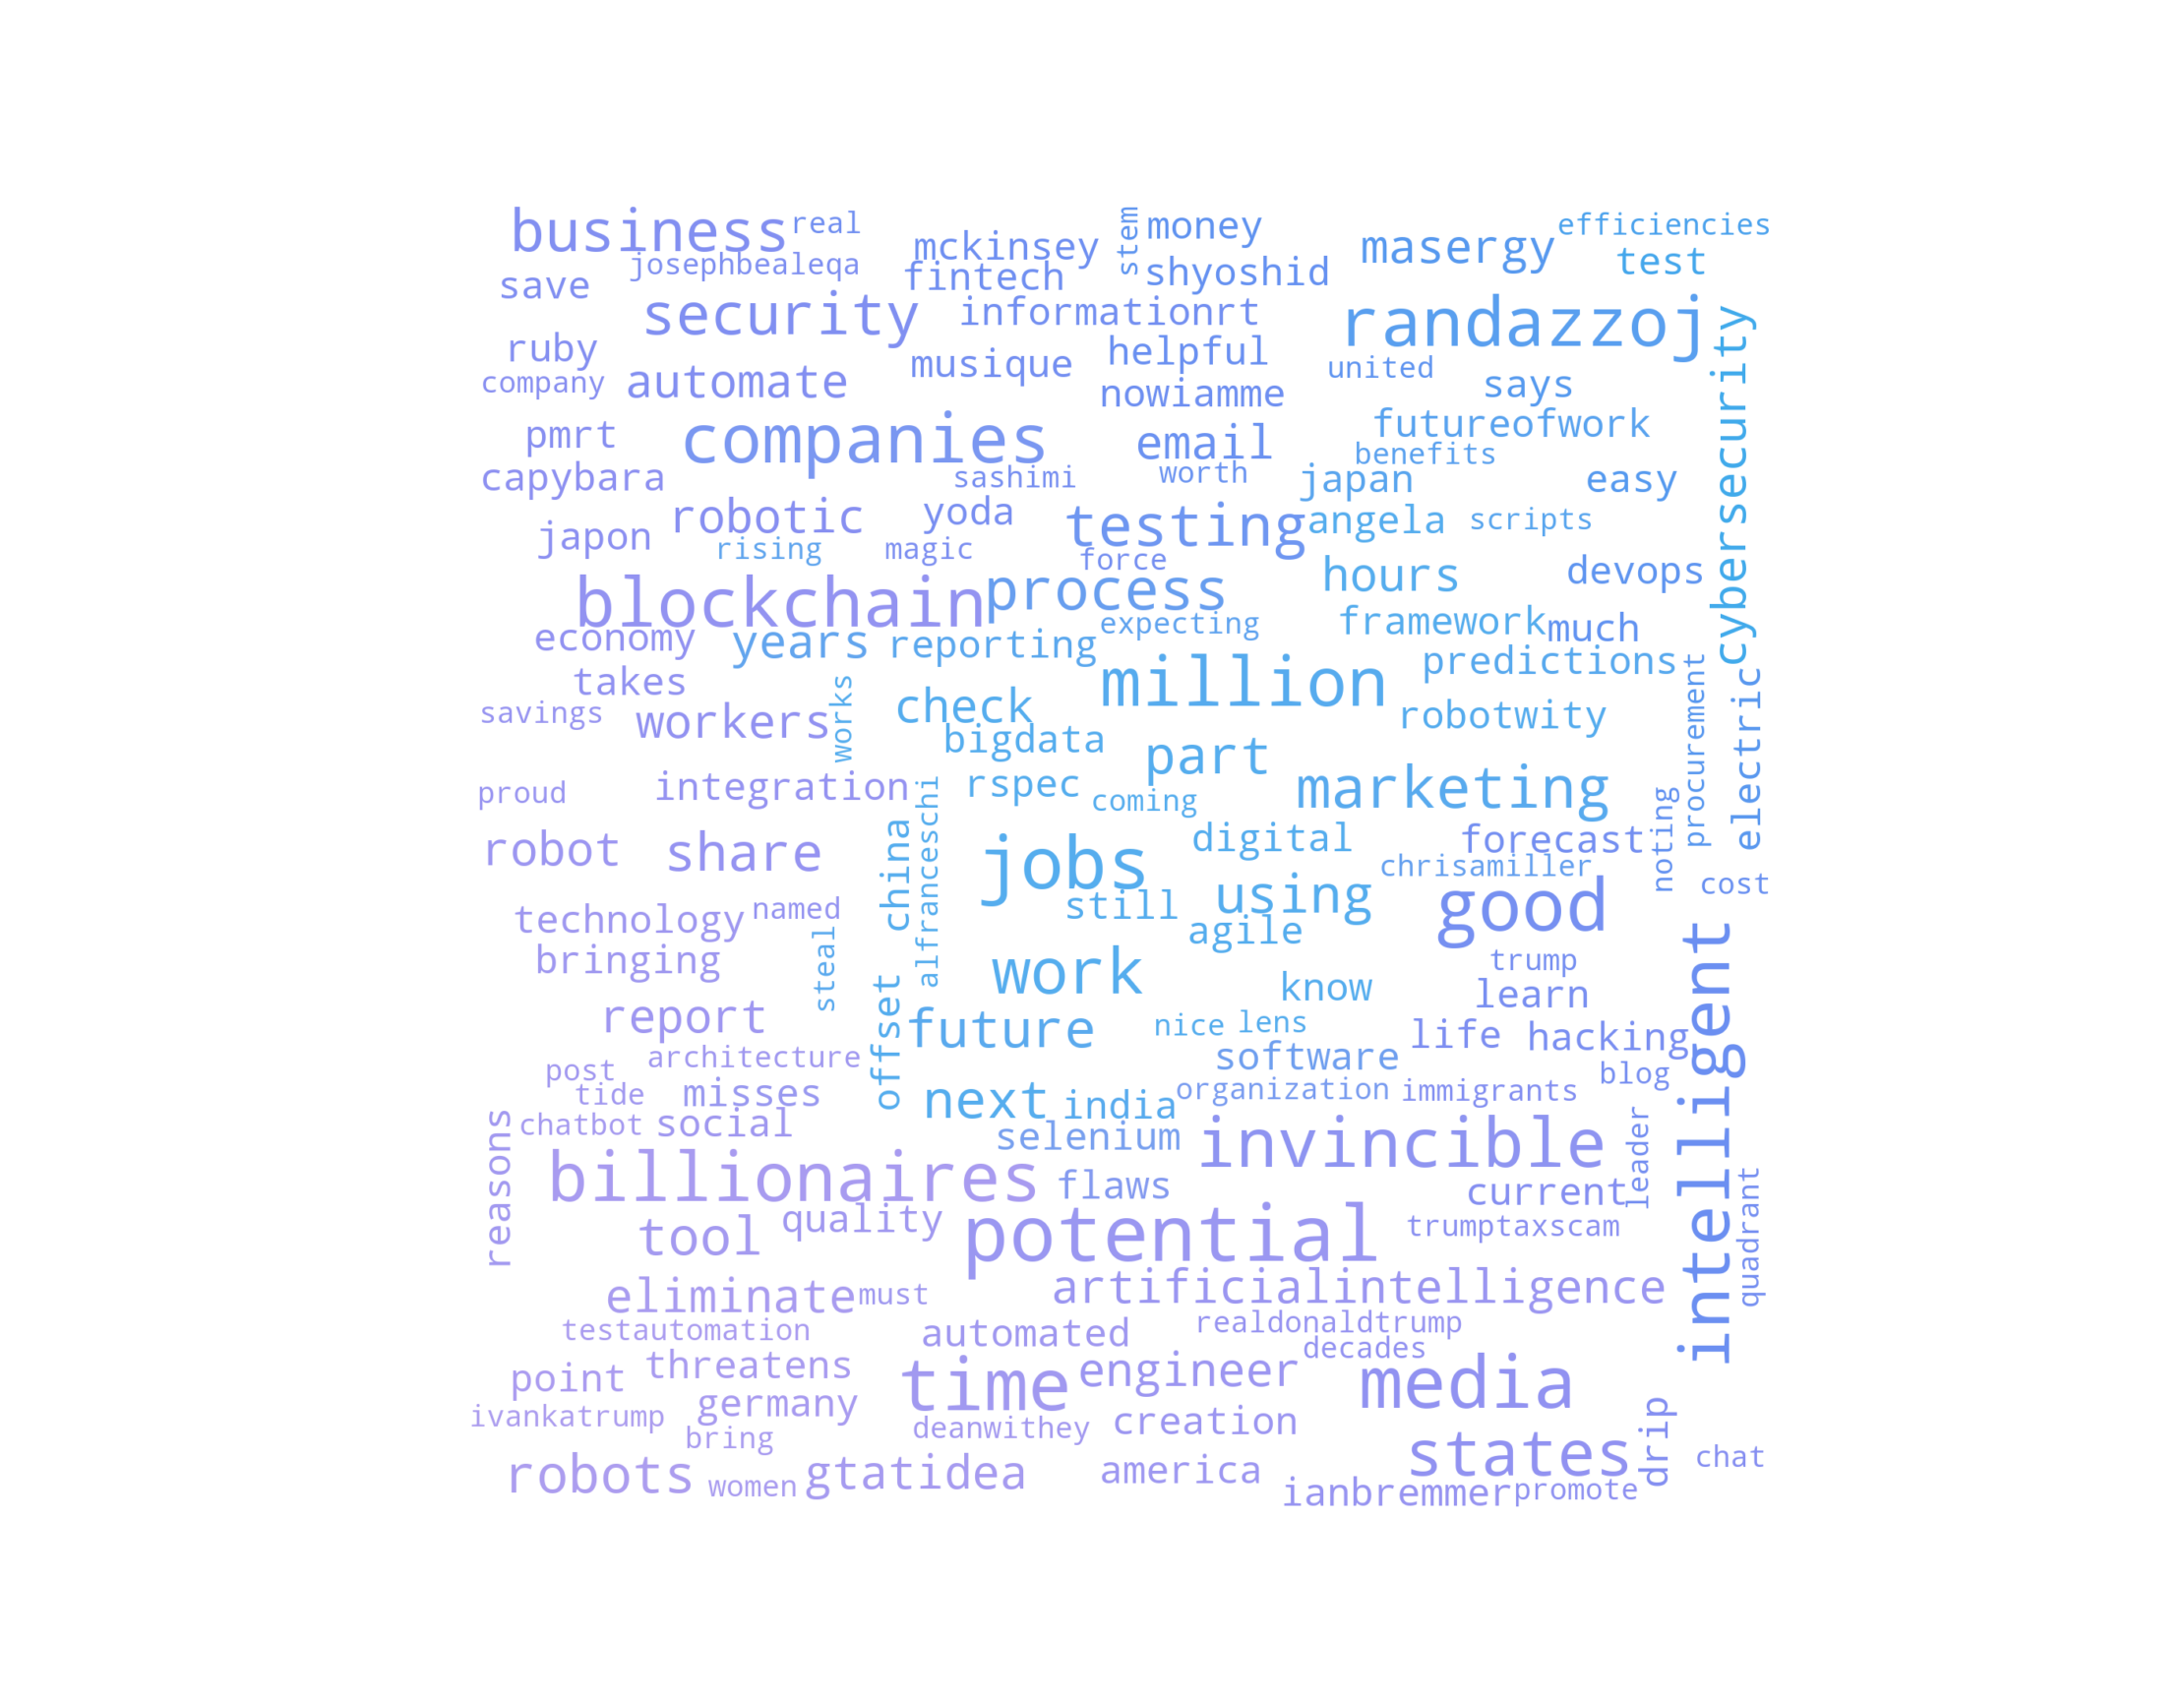 business real
mckinsey stem money
masergy efficiencies
josephbealeqa fintech shyoshid test
save
security informationrt randazzoj
ruby musique helpful united
company automate nowiamme says
cybersecurity
pmrt companies email futureofwork
benefits
capybara sashimi worth japan easy
robotic yoda testing angela scripts
japon rising magic force
blockchain process hours devops
economy years reporting expecting framework much
takes million predictions
savings workers works check robotwity
procurement electric
bigdata part
proud integration rspec coming marketing
noting
robot share china alfranceschi jobs digital forecast
chrisamiller
technology named still using good cost
agile
bringing steal work trump
know learn
report offset future nice lens life hacking
intelligent
post architecture software
tide misses next india organization immigrants blog
reasons chatbot social selenium invincible leader
billionaires flaws current
quadrant
tool quality potential trumptaxscam
eliminate must artificialintelligence
testautomation automated realdonaldtrump
decades
point threatens time engineer media
ivankatrump germany deanwithey creation
bring drip
robots women gtatidea america states chat
ianbremmer promote